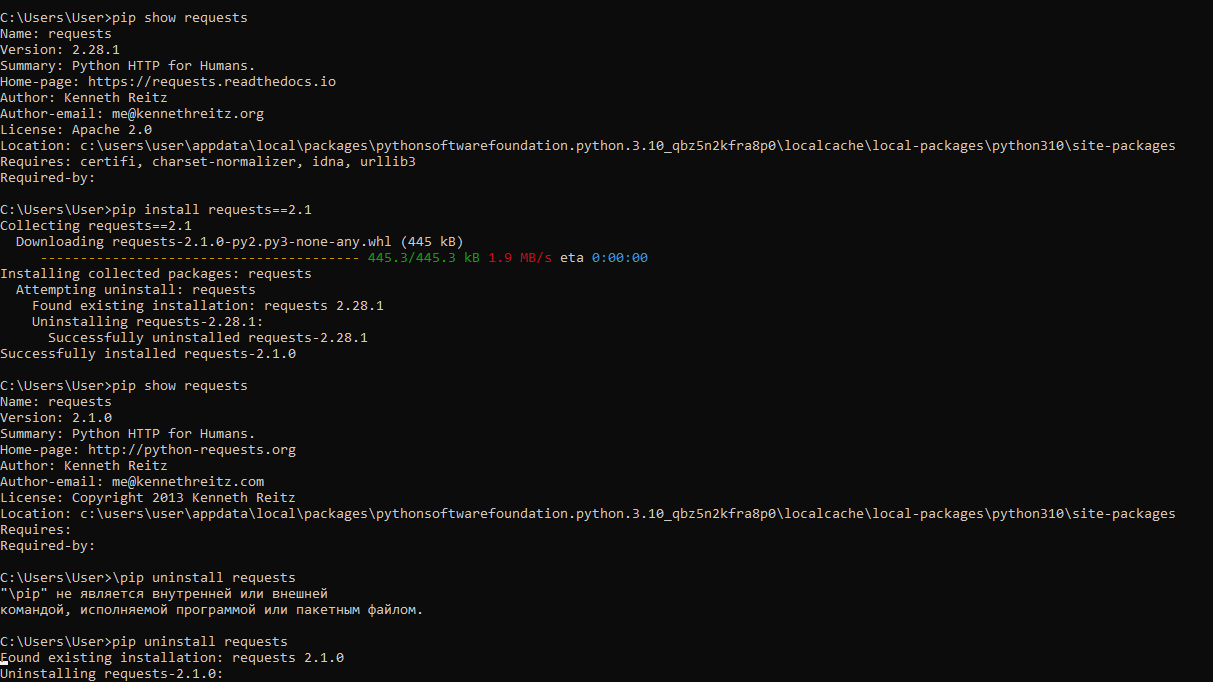 C:\Users\User>pip show requests
Name: requests
Version: 2.28.1
Summary: Python HTTP for Humans.
Home-page: https://requests.readthedocs.io
Author: Kenneth Reitz
Author-email: me@kennethreitz.org
License: Apache 2.0
Location: c:\users\user\appdata\local\packages\pythonsoftwarefoundation.python.3.10_qbz5n2kfra8p0\localcache\local-packages\python310\site-packages
Requires: certifi, charset-normalizer, idna, urllib3
Required-by:
C:\Users\User>pip install requests==2.1
Collecting requests==2.1
  Downloading requests-2.1.0-py2.py3-none-any.whl (445 kB)
     ---------------------------------------- 445.3/445.3 kB 1.9 MB/s eta 0:00:00
Installing collected packages: requests
  Attempting uninstall: requests
    Found existing installation: requests 2.28.1
    Uninstalling requests-2.28.1:
      Successfully uninstalled requests-2.28.1
Successfully installed requests-2.1.0
C:\Users\User>pip show requests
Name: requests
Version: 2.1.0
Summary: Python HTTP for Humans.
Home-page: http://python-requests.org
Author: Kenneth Reitz
Author-email: me@kennethreitz.com
License: Copyright 2013 Kenneth Reitz
Location: c:\users\user\appdata\local\packages\pythonsoftwarefoundation.python.3.10_qbz5n2kfra8p0\localcache\local-packages\python310\site-packages
Requires:
Required-by:
C:\Users\User>\pip uninstall requests
"\pip" не является внутренней или внешней
командой, исполняемой программой или пакетным файлом.
C:\Users\User>pip uninstall requests
Found existing installation: requests 2.1.0
Uninstalling requests-2.1.0: